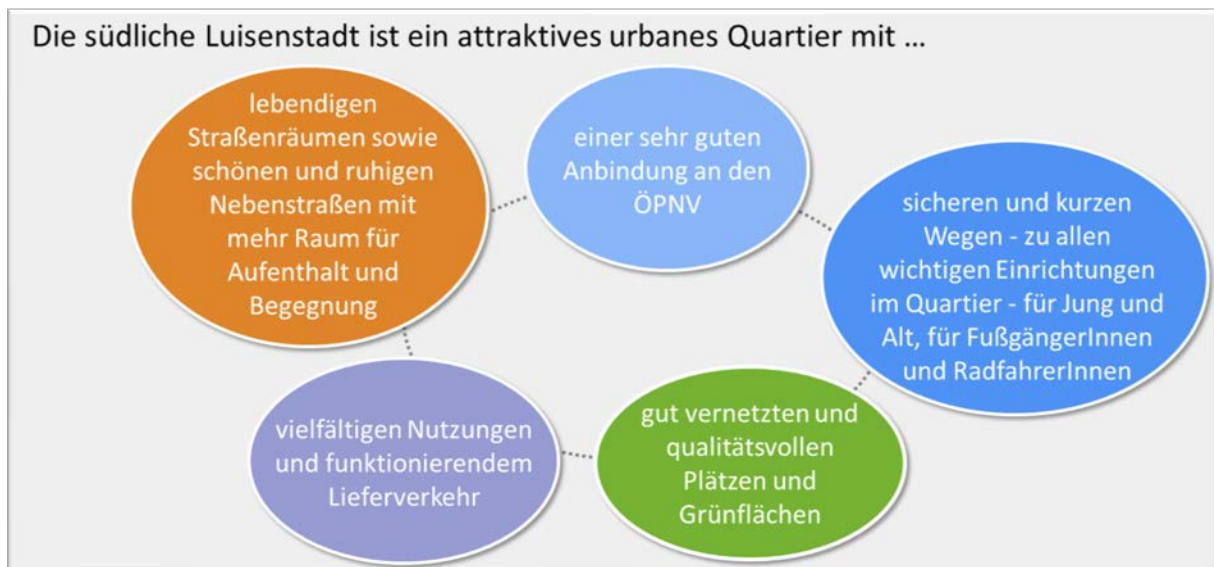 Die südliche Luisenstadt ist ein attraktives urbanes Quartier mit ...
lebendigen
Straßenräumen sowie
schönen und ruhigen
Nebenstraßen mit
mehr Raum für
Aufenthalt und
Begegnung
einer sehr guten
Anbindung an den
ÖPNV
sicheren und kurzen
Wegen - zu allen
wichtigen Einrichtungen
im Quartier - für Jung und
Alt, für FußgängerInnen
und RadfahrerInnen
vielfältigen Nutzungen
und funktionierendem
Lieferverkehr
gut vernetzten und
qualitätsvollen
Plätzen und
Grünflächen